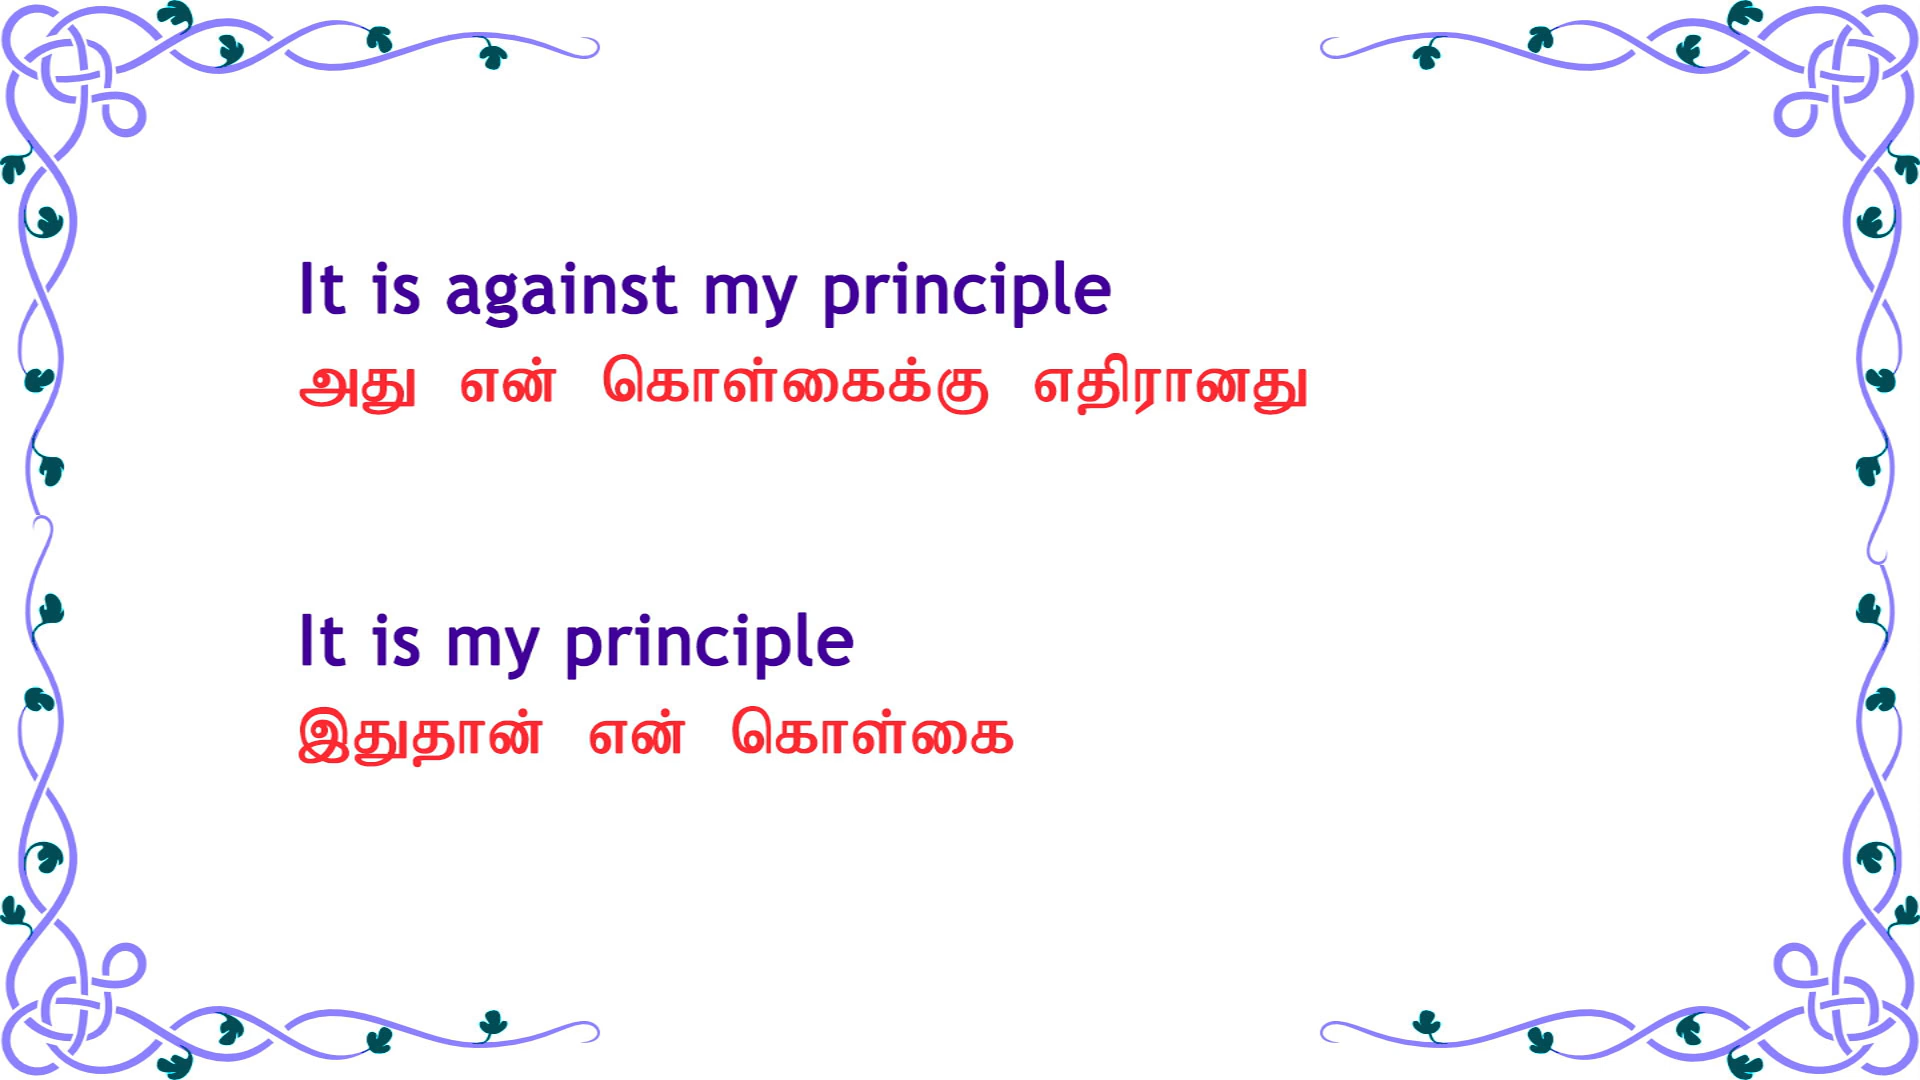 It is against my principle
அது என் கொள்கைக்கு எதிரானது
It is my principle
இதுதான் என் கொள்கை